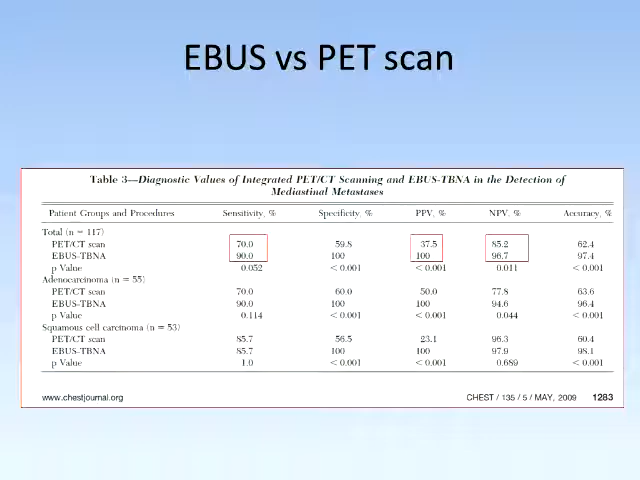 EBUS vs PET scan
Table 3—Diagnostic Values of Integrated PET/CT Scanning and EBUS-TBNA in the Detection of
Mediastinal Metastases
Patient Groups and Procedures Sensitivity, % Specificity, % PPV, % NPV, % Accuracy, %
Total (n = 117)
PET/CT scan 70.0 59.8 37.5 85.2 62.4
EBUS-TBNA 90.0 100 100 96.7 97.4
p Value 0.052 < 0.001 < 0.001 0.011 < 0.001
Adenocarcinoma (n = 55)
PET/CT scan 70.0 60.0 50.0 77.8 63.6
EBUS-TBNA 90.0 100 100 94.6 96.4
p Value 0.114 < 0.001 < 0.001 0.044 < 0.001
Squamous cell carcinoma (n = 53)
PET/CT scan 85.7 56.5 23.1 96.3 60.4
EBUS-TBNA 85.7 100 100 97.9 98.1
p Value 1.0 < 0.001 < 0.001 0.689 < 0.001
www.chestjournal.org CHEST / 135 / 5 / MAY, 2009 1283